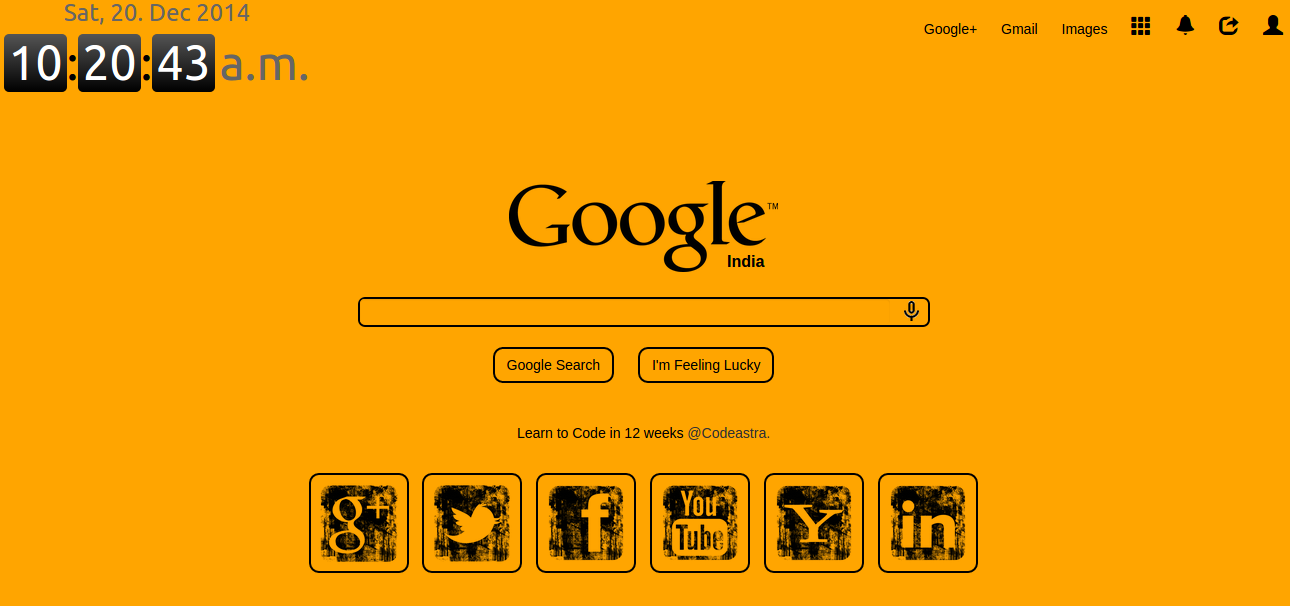 Sat, 20. Dec 2014
10:20:43 a.m.
Google+ Gmail Images
Google™
India
Google Search I'm Feeling Lucky
Learn to Code in 12 weeks @Codeastra.
g+ f You Tube Y in